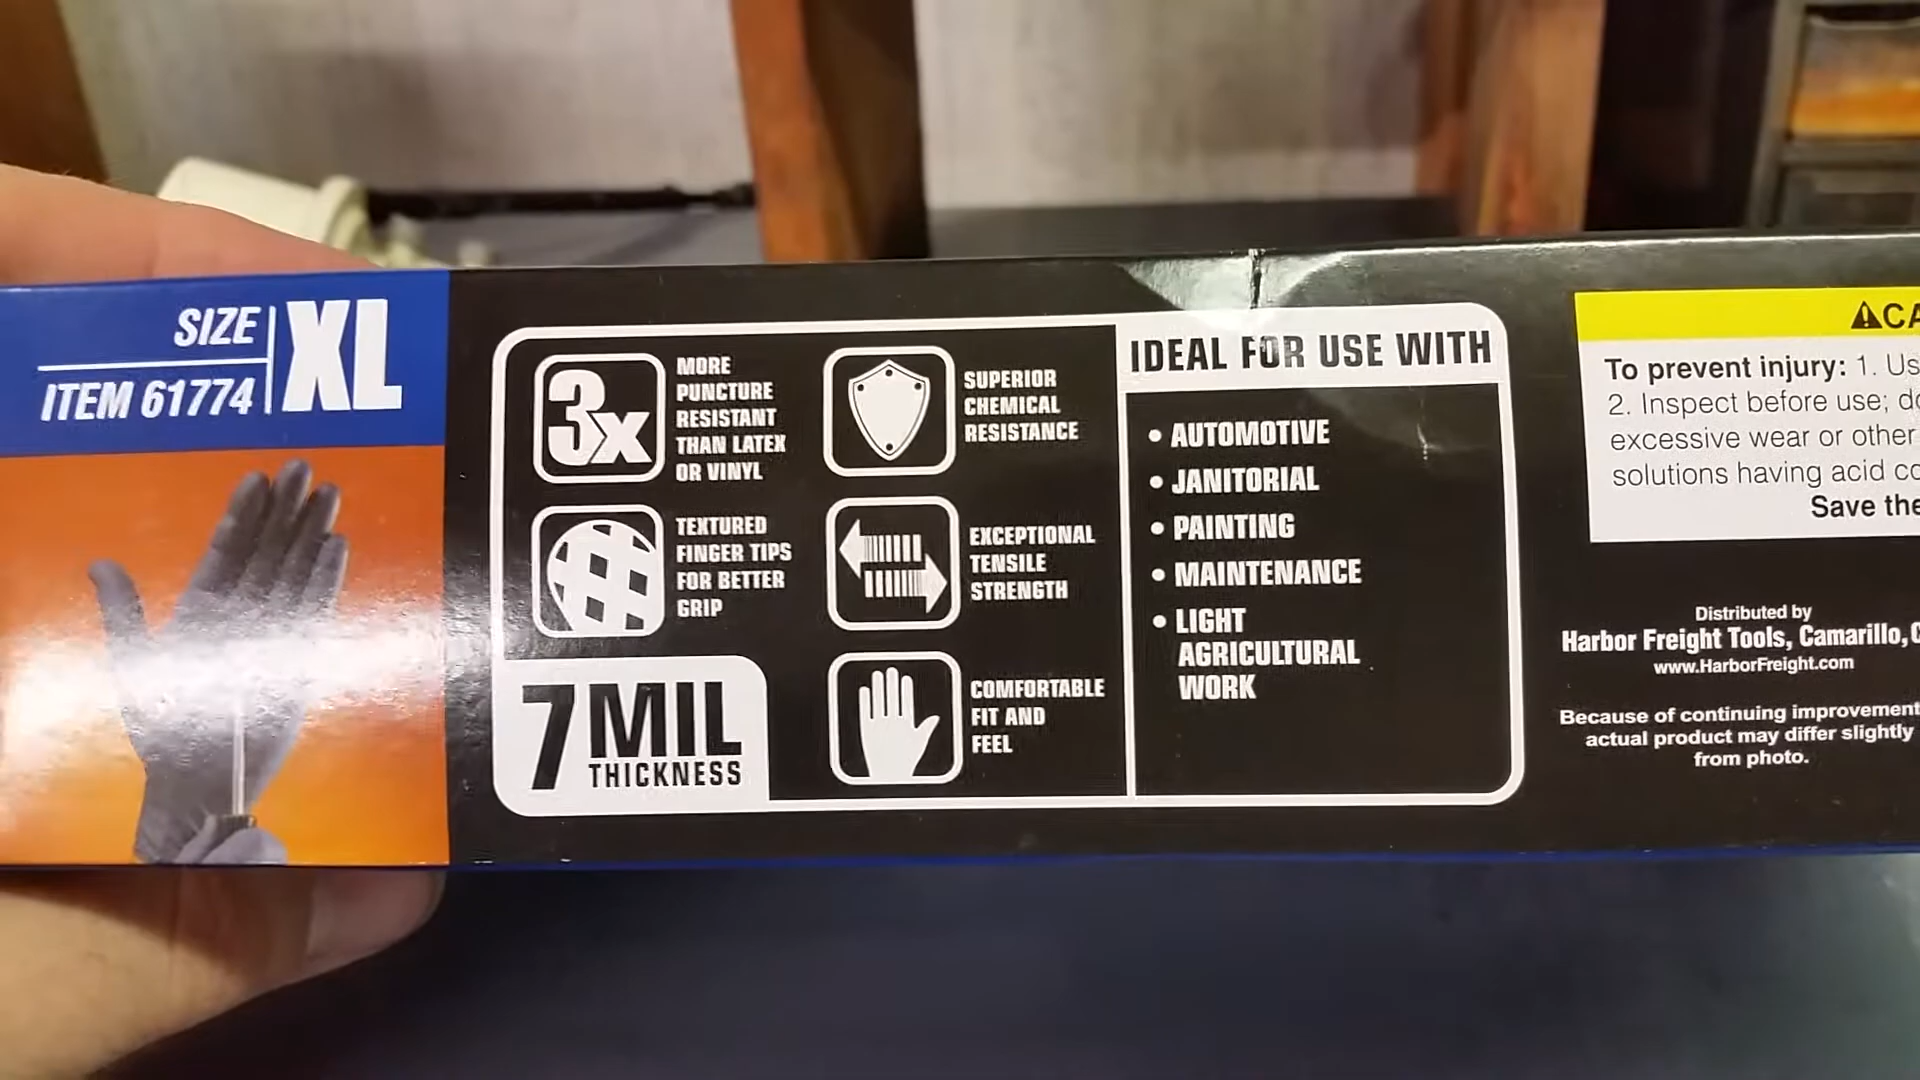 SIZE
XL
ITEM 61774
3x
MORE
PUNCTURE
RESISTANT
THAN LATEX
OR VINYL
TEXTURED
FINGER TIPS
FOR BETTER
GRIP
7 MIL
THICKNESS
SUPERIOR
CHEMICAL
RESISTANCE
EXCEPTIONAL
TENSILE
STRENGTH
COMFORTABLE
FIT AND
FEEL
IDEAL FOR USE WITH
• AUTOMOTIVE
• JANITORIAL
• PAINTING
• MAINTENANCE
• LIGHT
AGRICULTURAL
WORK
To prevent injury: 1.
2. Inspect before use;
excessive wear or other
solutions having acid
Save
Distributed by
Harbor Freight Tools, Camarillo,
www.HarborFreight.com
Because of continuing improvement
actual product may differ slightly
from photo.